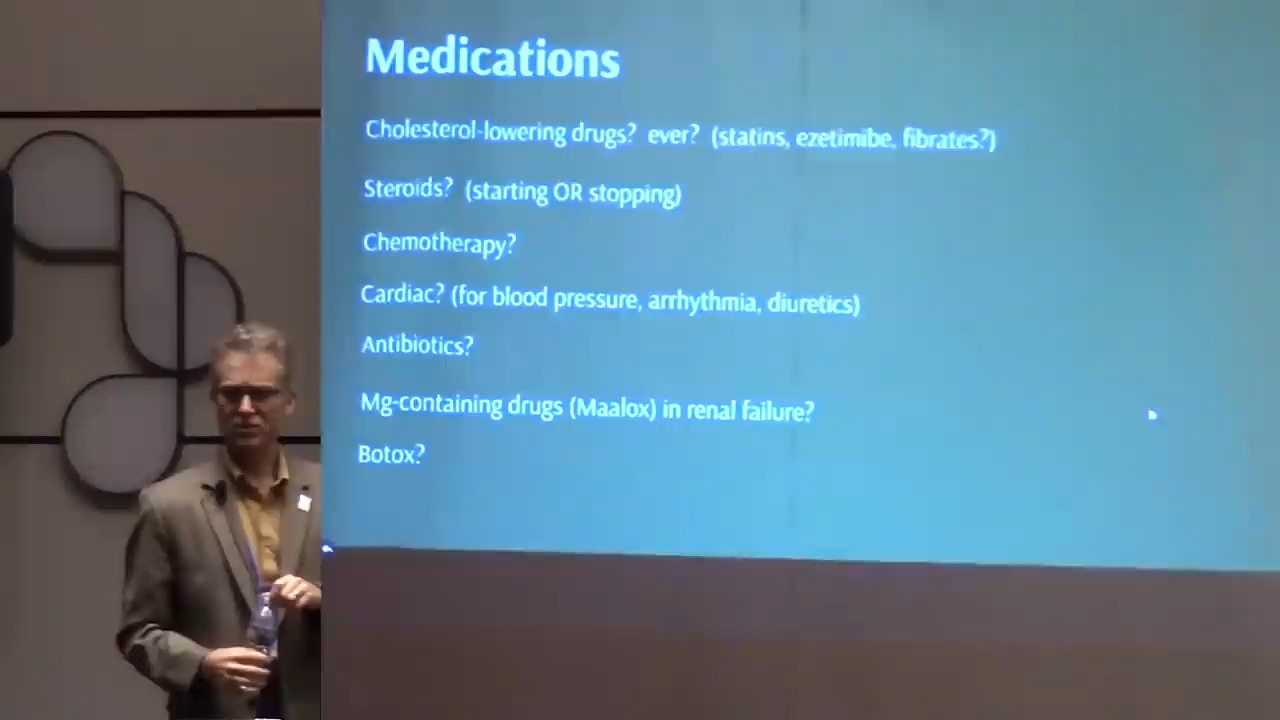 Medications
Cholesterol-lowering drugs? ever? (statins, ezetimibe, fibrates?)
Steroids? (starting OR stopping)
Chemotherapy?
Cardiac? (for blood pressure, arrhythmia, diuretics)
Antibiotics?
Mg-containing drugs (Maalox) in renal failure?
Botox?